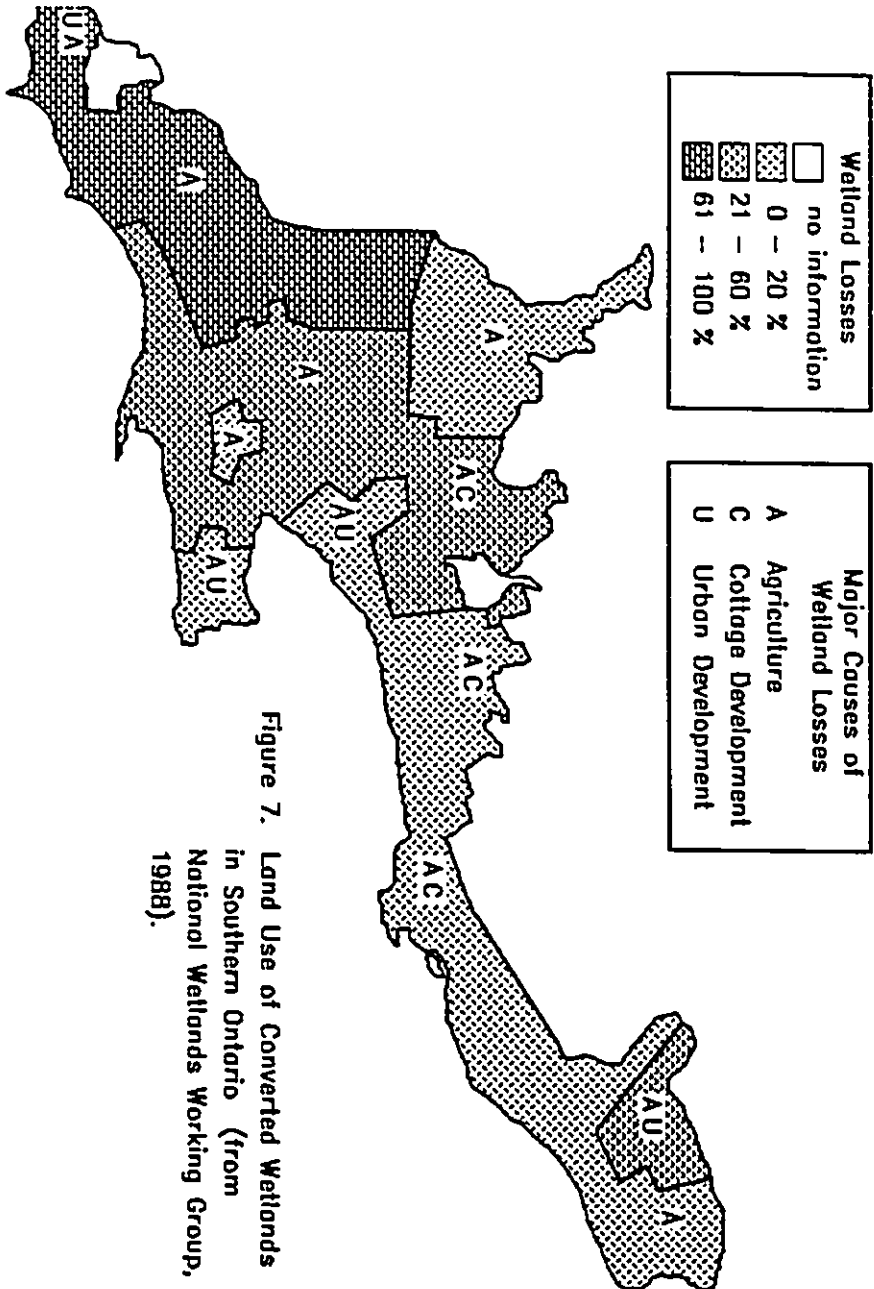 Wetland Losses
no information
0 - 20 %
21 - 60 %
61 - 100 %
Major Causes of
Wetland Losses
A Agriculture
C Cottage Development
U Urban Development
A
A
AC
AC
AU
A
A
A
AU
AC
AU
A
UA
Figure 7. Land Use of Converted Wetlands
in Southern Ontario (from
National Wetlands Working Group,
1988).